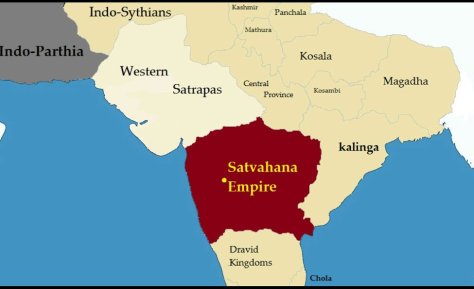 Indo-Sythians
Kashmir
Panchala
Mathura
Indo-Parthia
Kosala
Western
Satrapas
Central
Province
Kosambi
Magadha
kalinga
Satvahana
Empire
Dravid
Kingdoms
Chola